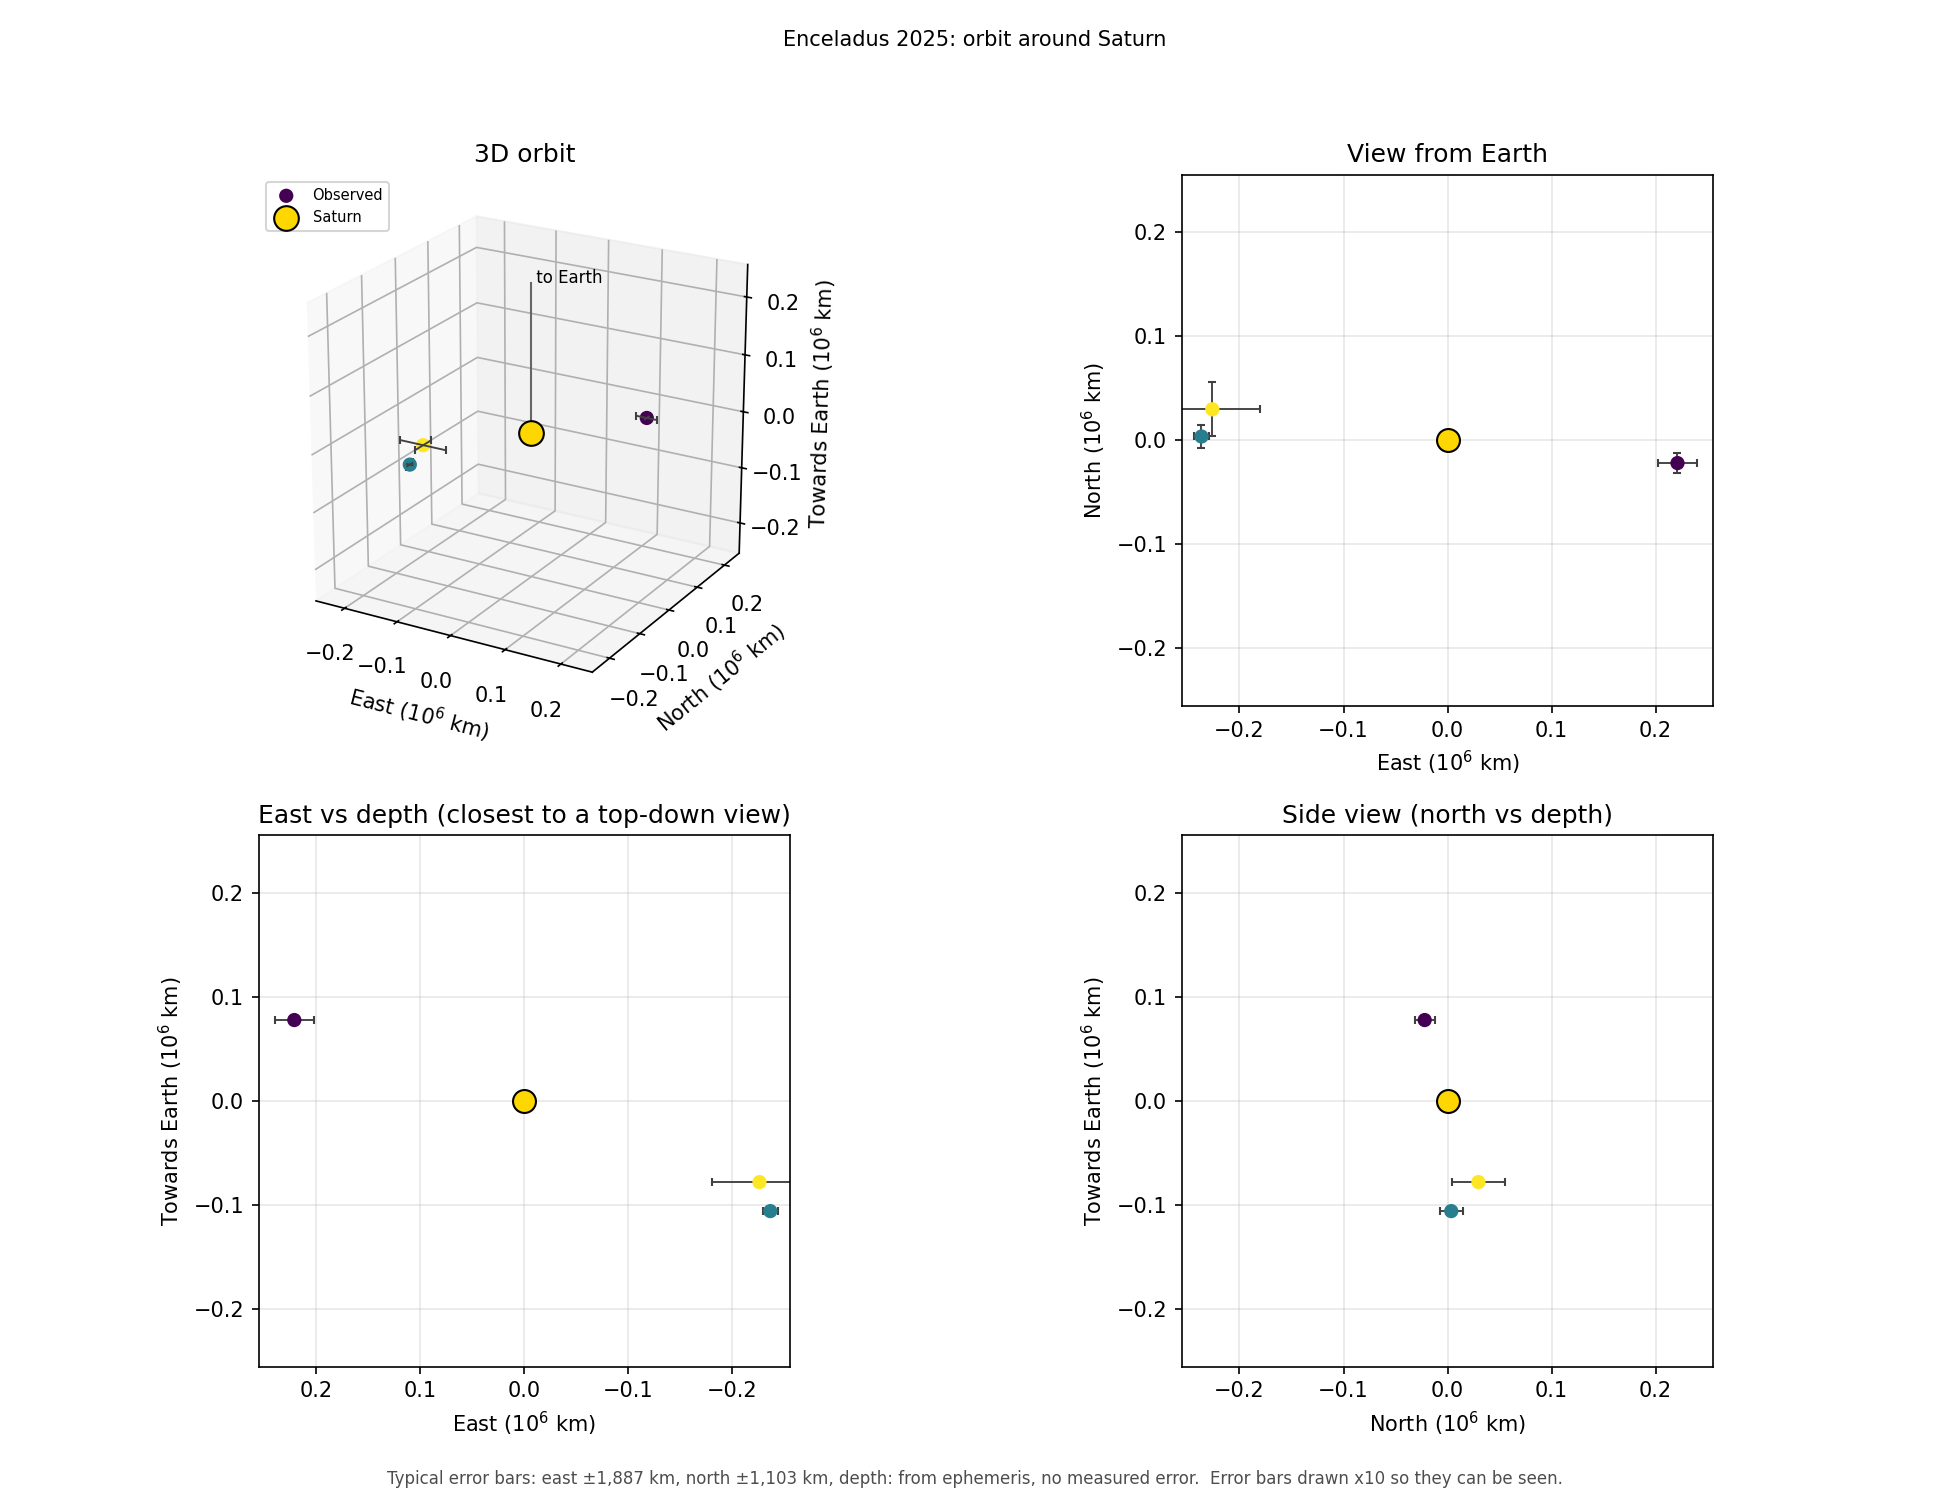 Enceladus 2025: orbit around Saturn
3D orbit
Observed
Saturn
to Earth
0.2
0.1
0.0
−0.1
−0.2
Towards Earth (10⁶ km)
−0.2
−0.1
0.0
0.1
0.2
East (10⁶ km)
−0.2
−0.1
0.0
0.1
0.2
North (10⁶ km)
View from Earth
0.2
0.1
0.0
−0.1
−0.2
North (10⁶ km)
−0.2 −0.1 0.0 0.1 0.2
East (10⁶ km)
East vs depth (closest to a top-down view)
0.2
0.1
0.0
−0.1
−0.2
Towards Earth (10⁶ km)
0.2 0.1 0.0 −0.1 −0.2
East (10⁶ km)
Side view (north vs depth)
0.2
0.1
0.0
−0.1
−0.2
Towards Earth (10⁶ km)
−0.2 −0.1 0.0 0.1 0.2
North (10⁶ km)
Typical error bars: east ±1,887 km, north ±1,103 km, depth: from ephemeris, no measured error. Error bars drawn x10 so they can be seen.